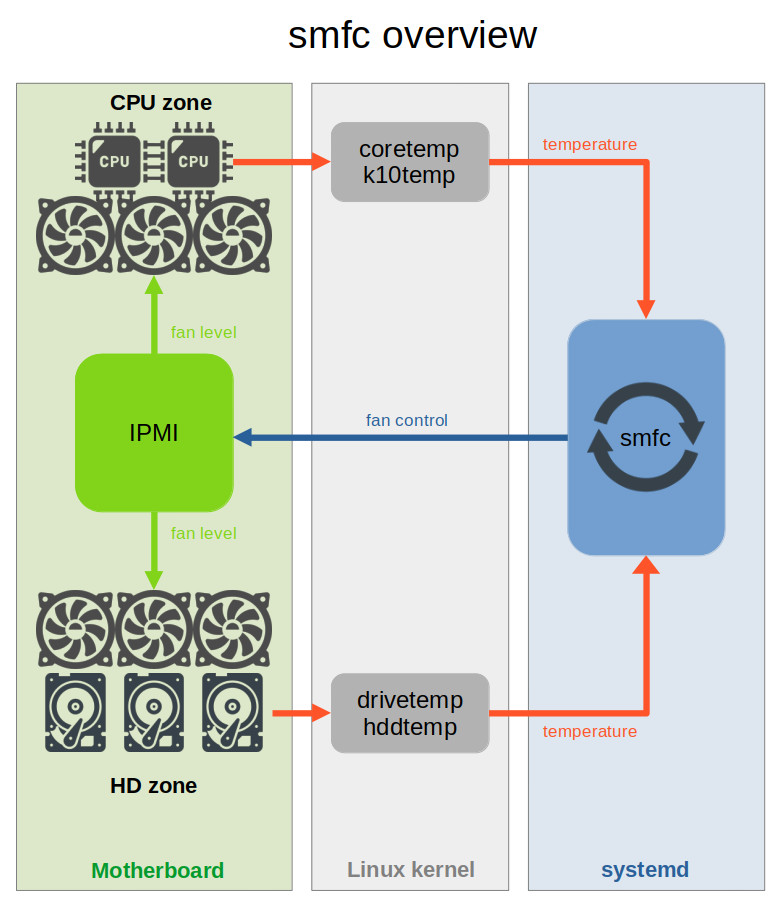 smfc overview
CPU zone
CPU
CPU
coretemp
k10temp
temperature
fan level
IPMI
fan control
smfc
fan level
drivetemp
hddtemp
temperature
HD zone
Motherboard
Linux kernel
systemd